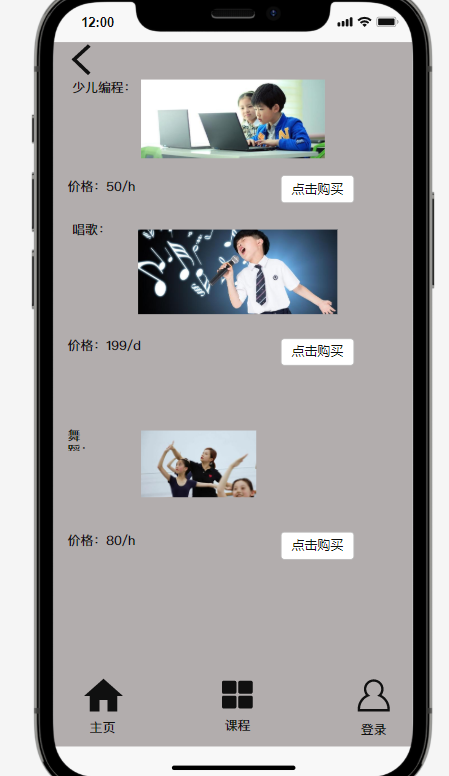 12:00
少儿编程：
价格：50/h
点击购买
唱歌：
价格：199/d
点击购买
舞
价格：80/h
点击购买
主页
课程
登录